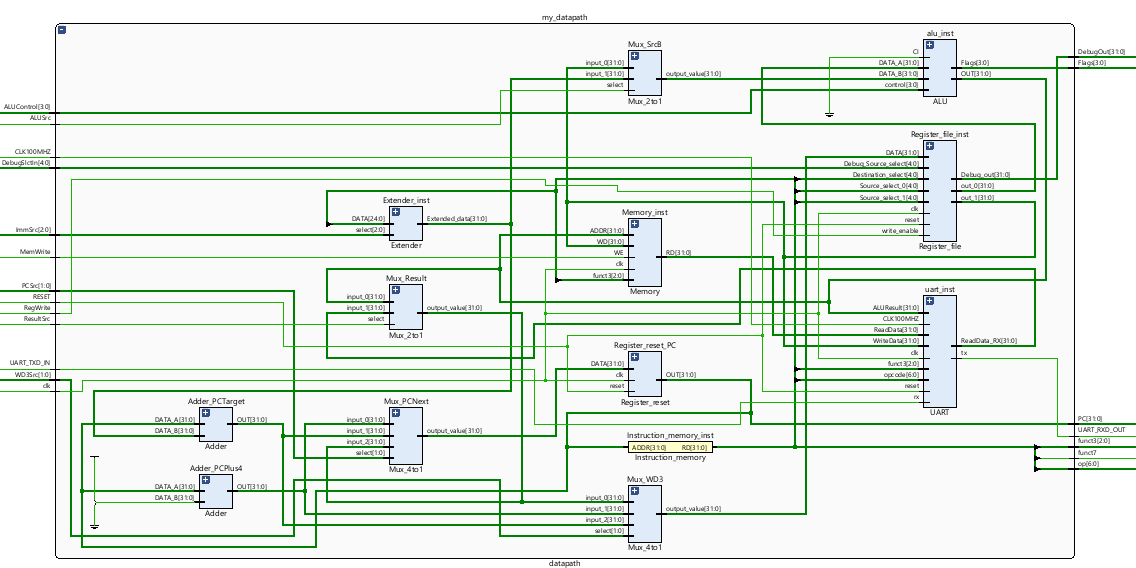 my_datapath
ALUControl[3:0]
ALUSrc
CLK100MHZ
DebugSlctIn[4:0]
ImmSrc[2:0]
MemWrite
PCSrc[1:0]
RESET
RegWrite
ResultSrc
UART_TXD_IN
WD3Src[1:0]
clk
Mux_SrcB
input_0[31:0]
input_1[31:0]
select
output_value[31:0]
Mux_2to1
alu_inst
CI
DATA_A[31:0]
DATA_B[31:0]
control[3:0]
Flags[3:0]
OUT[31:0]
ALU
DebugOut[31:0]
Flags[3:0]
Register_file_inst
DATA[31:0]
Debug_Source_select[4:0]
Destination_select[4:0]
Source_select_0[4:0]
Source_select_1[4:0]
clk
reset
write_enable
Debug_out[31:0]
out_0[31:0]
out_1[31:0]
Register_file
Extender_inst
DATA[24:0]
select[2:0]
Extended_data[31:0]
Extender
Memory_inst
ADDR[31:0]
WD[31:0]
WE
clk
funct3[2:0]
RD[31:0]
Memory
Mux_Result
input_0[31:0]
input_1[31:0]
select
output_value[31:0]
Mux_2to1
uart_inst
ALUResult[31:0]
CLK100MHZ
ReadData[31:0]
WriteData[31:0]
clk
funct3[2:0]
opcode[6:0]
reset
rx
ReadData_RX[31:0]
tx
UART
Register_reset_PC
DATA[31:0]
clk
reset
OUT[31:0]
Register_reset
Adder_PCTarget
DATA_A[31:0]
DATA_B[31:0]
OUT[31:0]
Adder
Mux_PCNext
input_0[31:0]
input_1[31:0]
input_2[31:0]
select[1:0]
output_value[31:0]
Mux_4to1
Instruction_memory_inst
ADDR[31:0] RD[31:0]
Instruction_memory
PC[31:0]
UART_RXD_OUT
funct3[2:0]
funct7
op[6:0]
Adder_PCPlus4
DATA_A[31:0]
DATA_B[31:0]
OUT[31:0]
Adder
Mux_WD3
input_0[31:0]
input_1[31:0]
input_2[31:0]
select[1:0]
output_value[31:0]
Mux_4to1
datapath